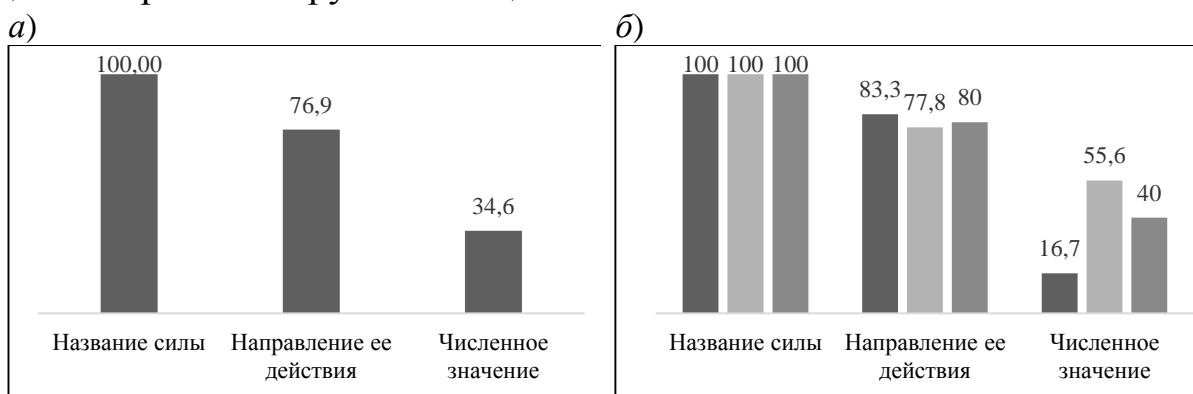 а)
100,00
76,9
34,6
Название силы
Направление ее
действия
Численное
значение
б)
100 100 100
83,3
77,8
80
16,7
55,6
40
Название силы
Направление ее
действия
Численное
значение